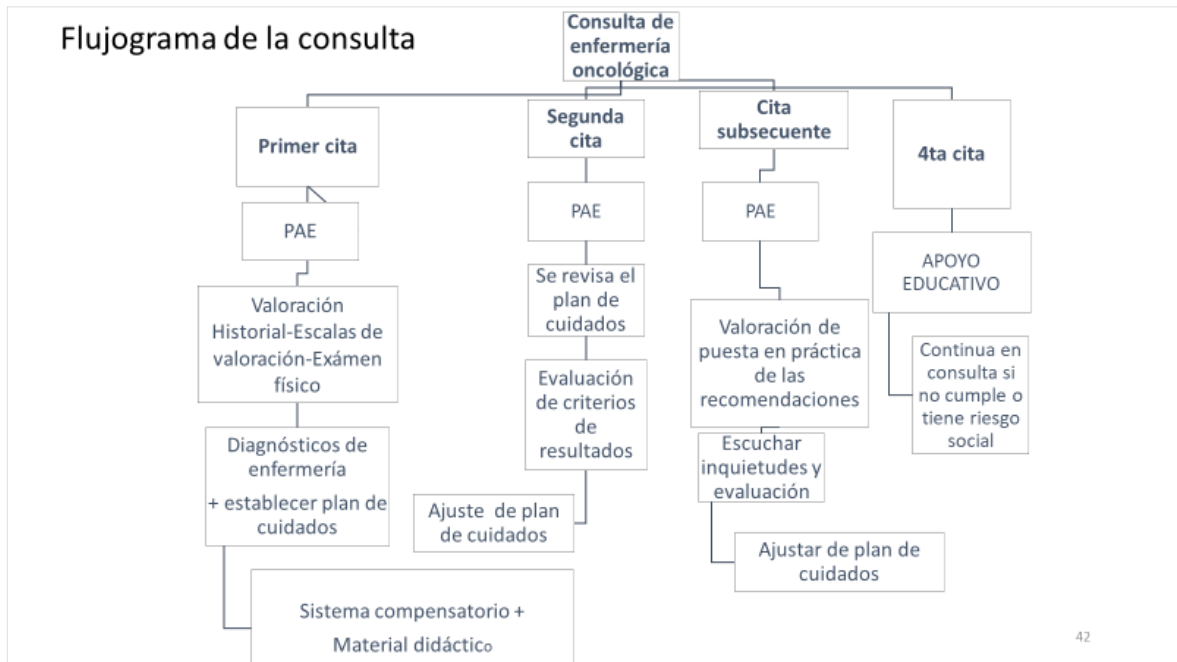 Flujograma de la consulta
Consulta de
enfermería
oncológica
Primer cita
PAE
Valoración
Historial-Escalas de
valoración-Exámen
físico
Diagnósticos de
enfermería
+ establecer plan de
cuidados
Sistema compensatorio +
Material didáctico
Segunda
cita
PAE
Se revisa el
plan de
cuidados
Evaluación
de criterios
de
resultados
Ajuste de plan
de cuidados
Cita
subsecuente
PAE
Valoración de
puesta en práctica
de las
recomendaciones
Escuchar
inquietudes y
evaluación
Ajustar de plan de
cuidados
4ta cita
APOYO
EDUCATIVO
Continua en
consulta si
no cumple o
tiene riesgo
social
42